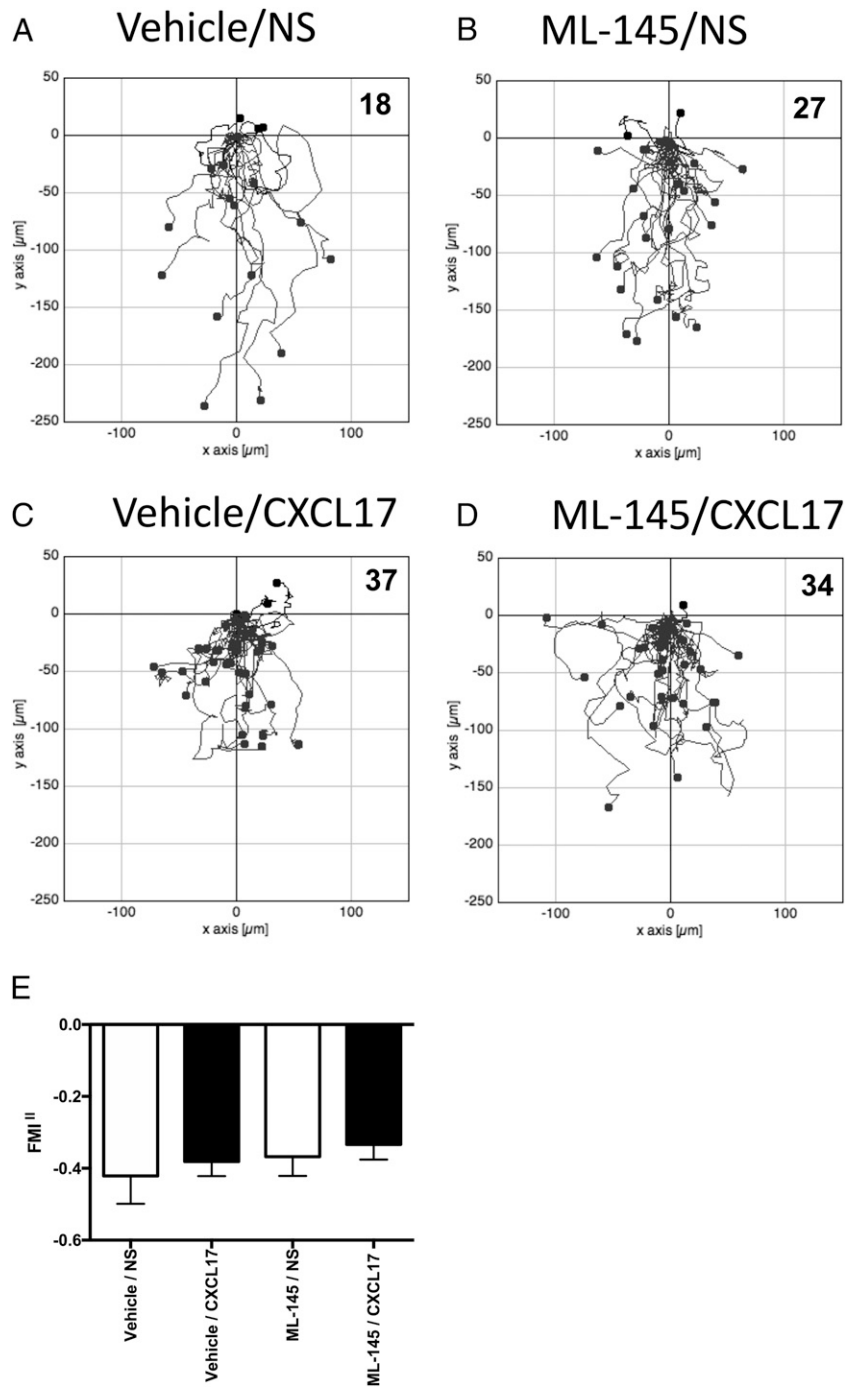 A Vehicle/NS
18
50
0
-50
-100
-150
-200
-250
y axis [µm]
-100 0 100
x axis [µm]
B ML-145/NS
27
50
0
-50
-100
-150
-200
-250
y axis [µm]
-100 0 100
x axis [µm]
C Vehicle/CXCL17
37
50
0
-50
-100
-150
-200
-250
y axis [µm]
-100 0 100
x axis [µm]
D ML-145/CXCL17
34
50
0
-50
-100
-150
-200
-250
y axis [µm]
-100 0 100
x axis [µm]
E
0.0
-0.2
-0.4
-0.6
FMI II
Vehicle / NS
Vehicle / CXCL17
ML-145 / NS
ML-145 / CXCL17